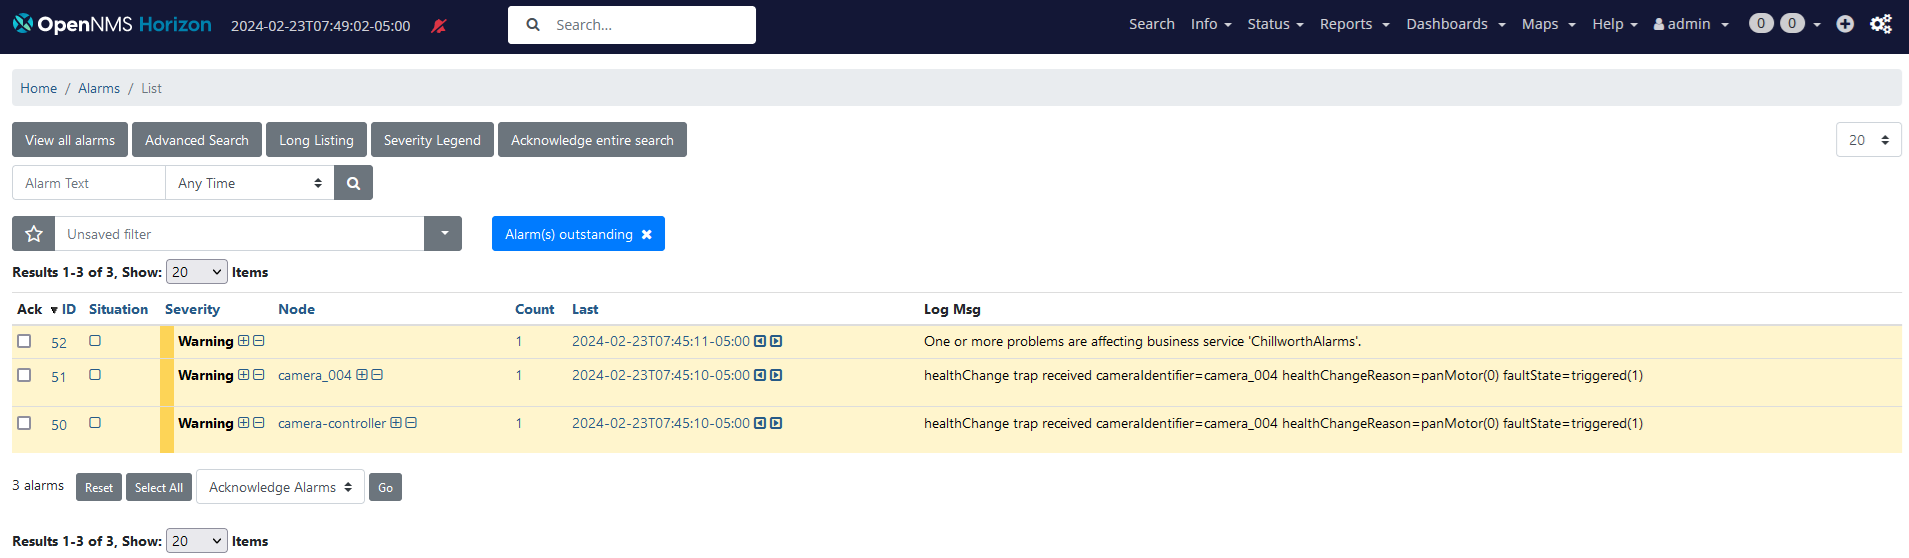 OpenNMS Horizon 2024-02-23T07:49:02-05:00 Search... Search Info Status Reports Dashboards Maps Help admin 0 0
Home / Alarms / List
View all alarms Advanced Search Long Listing Severity Legend Acknowledge entire search 20
Alarm Text Any Time
Unsaved filter Alarm(s) outstanding
Results 1-3 of 3, Show: 20 Items
Ack ID Situation Severity Node Count Last Log Msg
52 Warning 1 2024-02-23T07:45:11-05:00 One or more problems are affecting business service 'ChillworthAlarms'.
51 Warning camera_004 1 2024-02-23T07:45:10-05:00 healthChange trap received cameraIdentifier=camera_004 healthChangeReason=panMotor(0) faultState=triggered(1)
50 Warning camera-controller 1 2024-02-23T07:45:10-05:00 healthChange trap received cameraIdentifier=camera_004 healthChangeReason=panMotor(0) faultState=triggered(1)
3 alarms Reset Select All Acknowledge Alarms Go
Results 1-3 of 3, Show: 20 Items